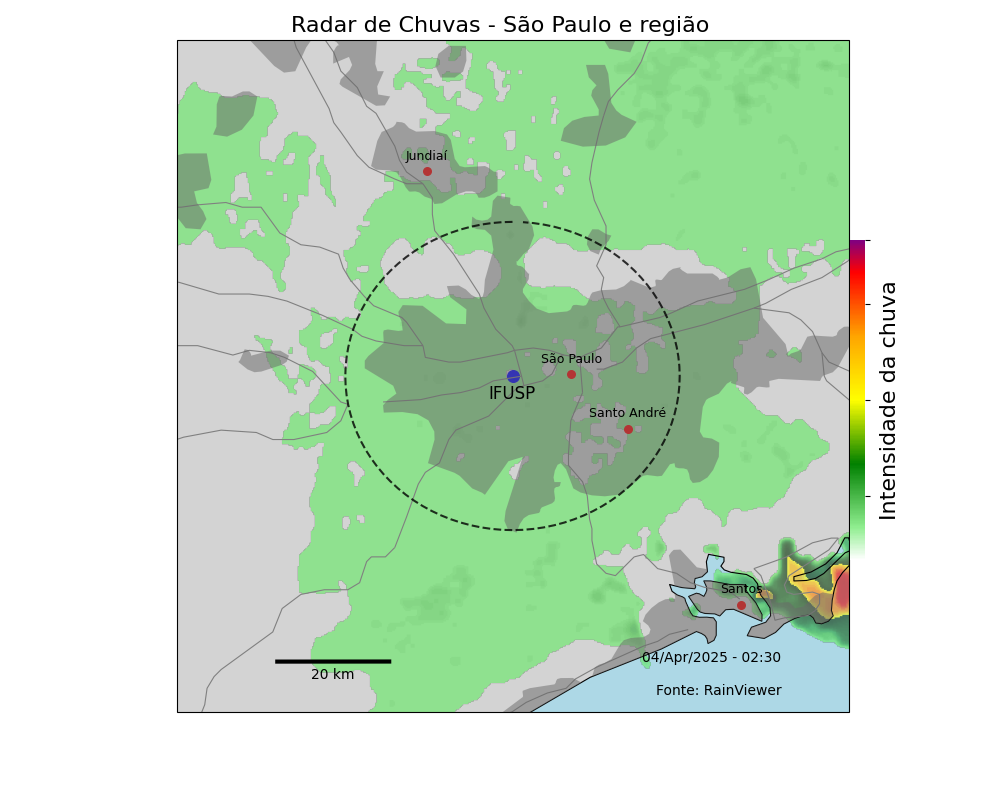 Radar de Chuvas - São Paulo e região
Jundiaí
São Paulo
IFUSP
Santo André
Intensidade da chuva
Santos
04/Apr/2025 - 02:30
20 km
Fonte: RainViewer